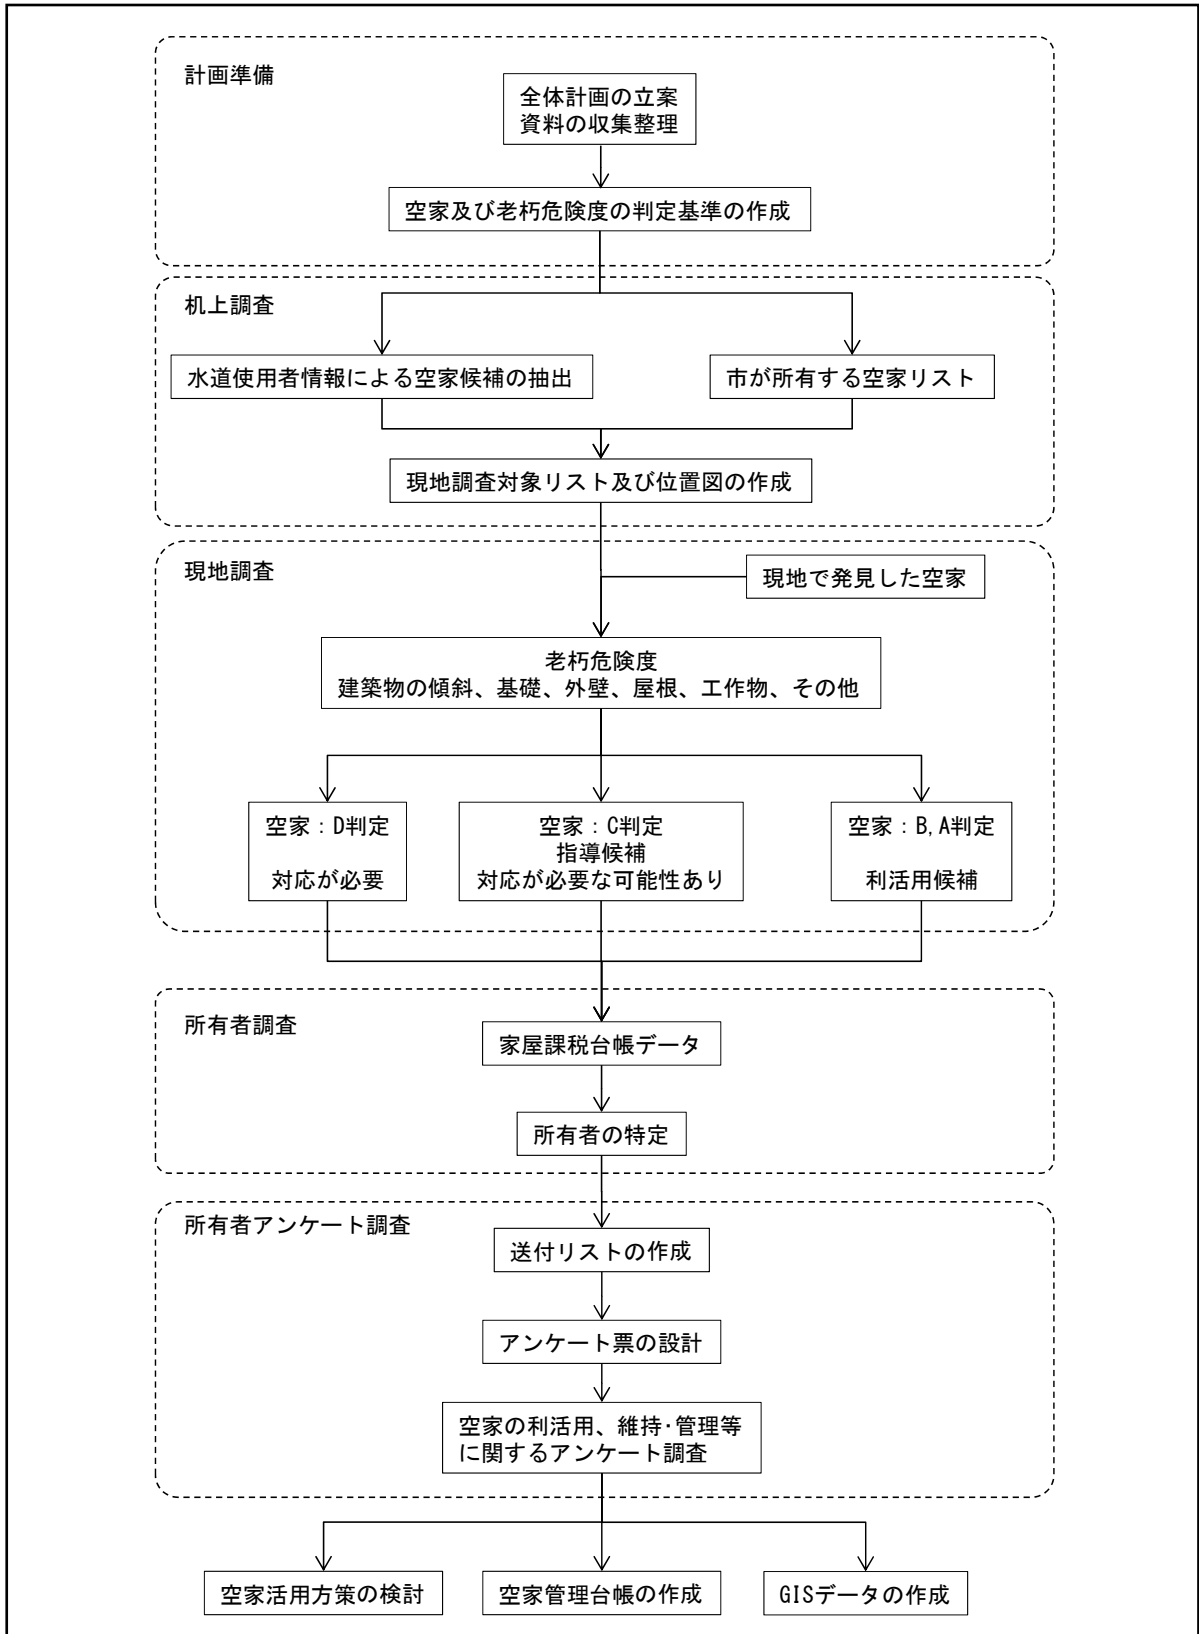 計画準備
全体計画の立案
資料の収集整理
空家及び老朽危険度の判定基準の作成
机上調査
水道使用者情報による空家候補の抽出
市が所有する空家リスト
現地調査対象リスト及び位置図の作成
現地調査
現地で発見した空家
老朽危険度
建築物の傾斜、基礎、外壁、屋根、工作物、その他
空家：D判定
対応が必要
空家：C判定
指導候補
対応が必要な可能性あり
空家：B,A判定
利活用候補
所有者調査
家屋課税台帳データ
所有者の特定
所有者アンケート調査
送付リストの作成
アンケート票の設計
空家の利活用、維持･管理等
に関するアンケート調査
空家活用方策の検討
空家管理台帳の作成
GISデータの作成